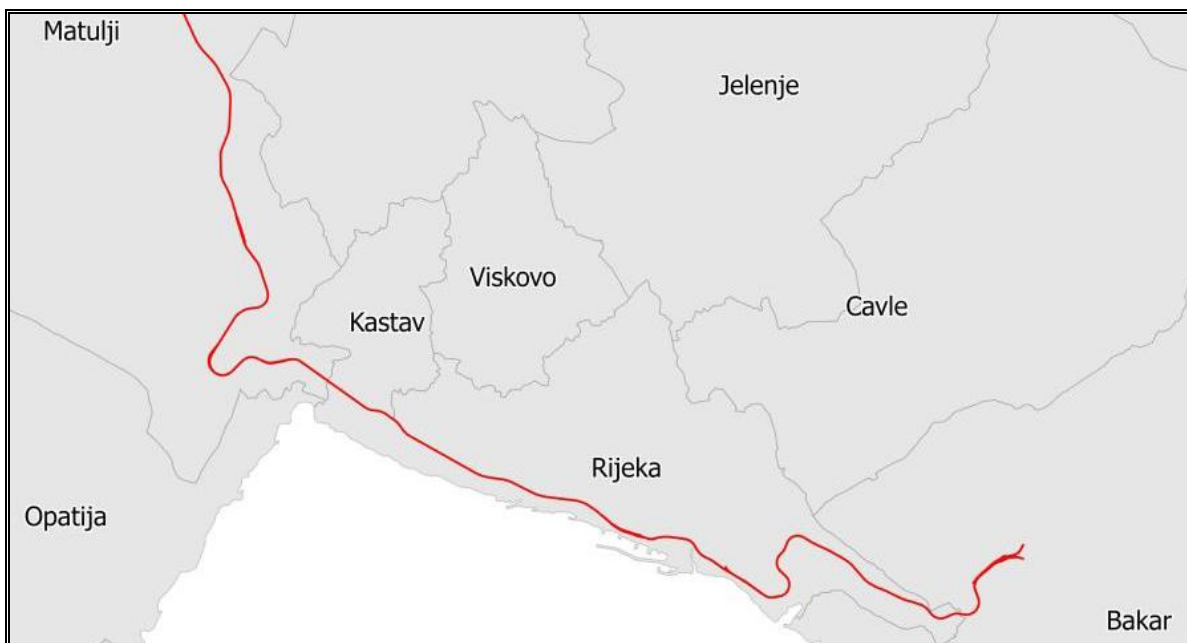 Matulji
Jelenje
Viskovo
Kastav
Cavle
Rijeka
Opatija
Bakar